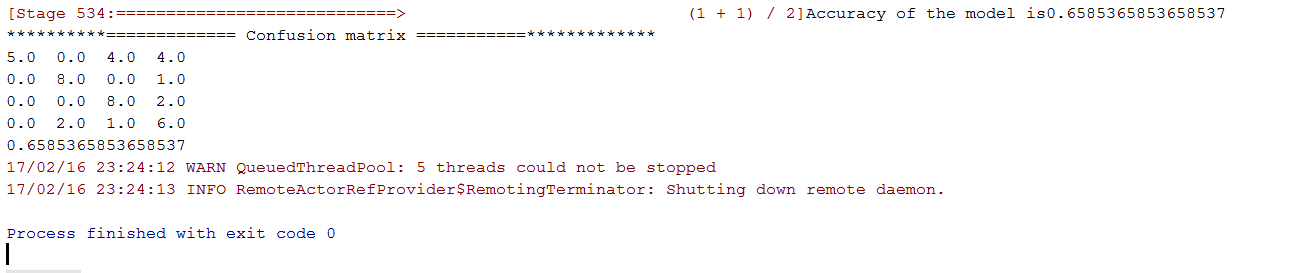 [Stage 534:============================> (1 + 1) / 2]Accuracy of the model is0.6585365853658537
**********============= Confusion matrix ===========*************
5.0 0.0 4.0 4.0
0.0 8.0 0.0 1.0
0.0 0.0 8.0 2.0
0.0 2.0 1.0 6.0
0.6585365853658537
17/02/16 23:24:12 WARN QueuedThreadPool: 5 threads could not be stopped
17/02/16 23:24:13 INFO RemoteActorRefProvider$RemotingTerminator: Shutting down remote daemon.
Process finished with exit code 0